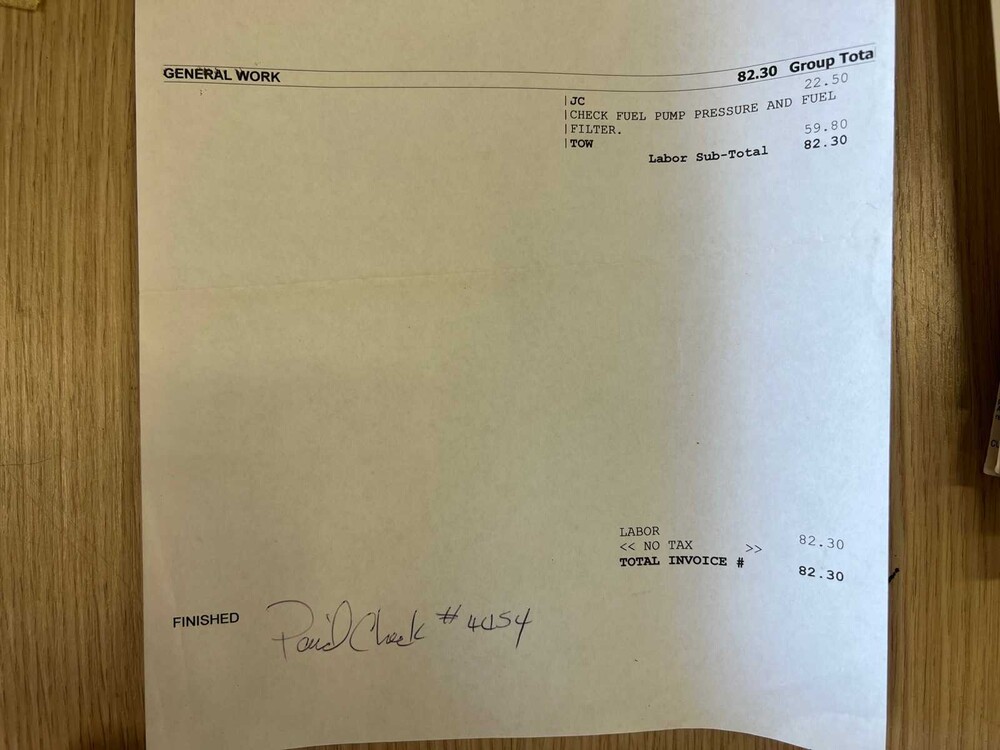 GENERAL WORK 82.30 Group Tota
|JC 22.50
|CHECK FUEL PUMP PRESSURE AND FUEL
|FILTER.
|TOW 59.80
Labor Sub-Total 82.30
LABOR 82.30
<< NO TAX >>
TOTAL INVOICE # 82.30
FINISHED Paid Check #